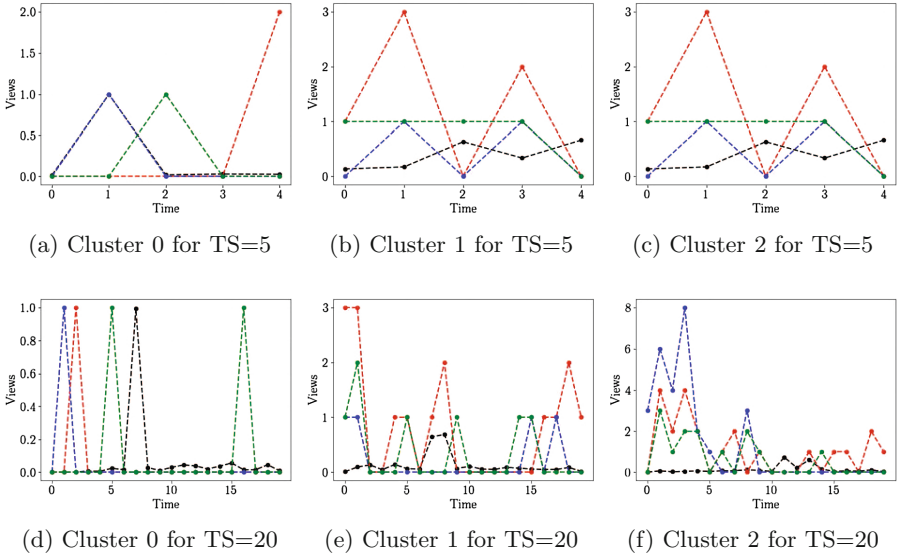 2.0
1.5
1.0
0.5
0.0
Views
0 1 2 3 4
Time
3
2
1
0
Views
0 1 2 3 4
Time
3
2
1
0
Views
0 1 2 3 4
Time
(a) Cluster 0 for TS=5
(b) Cluster 1 for TS=5
(c) Cluster 2 for TS=5
1.0
0.8
0.6
0.4
0.2
0.0
Views
0 5 10 15
Time
3
2
1
0
Views
0 5 10 15
Time
8
6
4
2
0
Views
0 5 10 15
Time
(d) Cluster 0 for TS=20
(e) Cluster 1 for TS=20
(f) Cluster 2 for TS=20